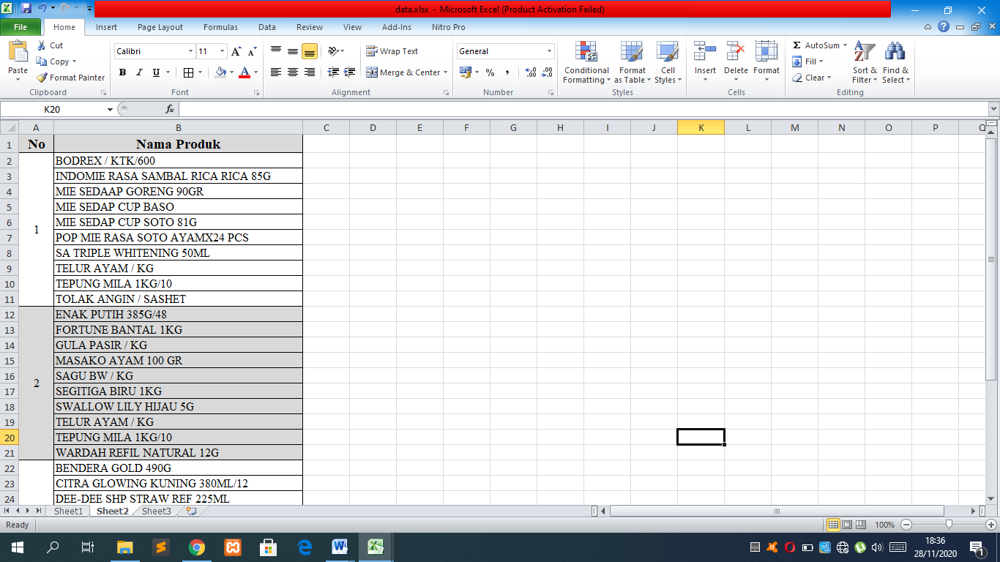 data.xlsx - Microsoft Excel (Product Activation Failed)
File Home Insert Page Layout Formulas Data Review View Add-Ins Nitro Pro
Paste
Cut
Copy
Format Painter
Clipboard
Calibri 11
B I U
Font
Wrap Text
Merge & Center
Alignment
General
% ,
Number
Conditional Formatting
Format as Table
Cell Styles
Styles
Insert Delete Format
Cells
Σ AutoSum
Fill
Clear
Sort & Filter
Find & Select
Editing
K20 fx
A B C D E F G H I J K L M N O P Q
1 No Nama Produk
2 BODREX / KTK/600
3 INDOMIE RASA SAMBAL RICA RICA 85G
4 MIE SEDAAP GORENG 90GR
5 MIE SEDAP CUP BASO
6 MIE SEDAP CUP SOTO 81G
1
7 POP MIE RASA SOTO AYAMX24 PCS
8 SA TRIPLE WHITENING 50ML
9 TELUR AYAM / KG
10 TEPUNG MILA 1KG/10
11 TOLAK ANGIN / SASHET
12 ENAK PUTIH 385G/48
13 FORTUNE BANTAL 1KG
14 GULA PASIR / KG
15 MASAKO AYAM 100 GR
16 SAGU BW / KG
2
17 SEGITIGA BIRU 1KG
18 SWALLOW LILY HIJAU 5G
19 TELUR AYAM / KG
20 TEPUNG MILA 1KG/10
21 WARDAH REFIL NATURAL 12G
22 BENDERA GOLD 490G
23 CITRA GLOWING KUNING 380ML/12
24 DEE-DEE SHP STRAW REF 225ML
Sheet1 Sheet2 Sheet3
Ready 100%
18:36
28/11/2020
1